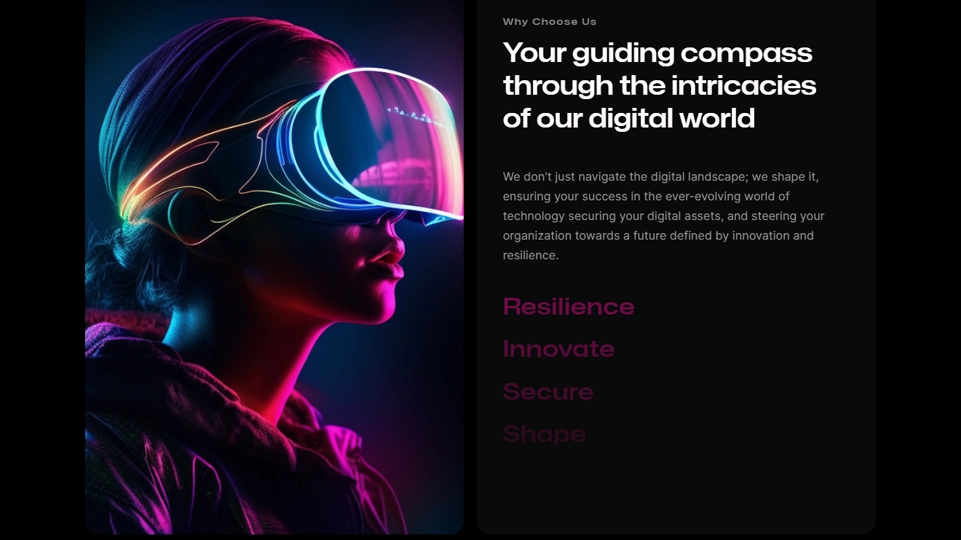 Why Choose Us
Your guiding compass
through the intricacies
of our digital world
We don't just navigate the digital landscape; we shape it,
ensuring your success in the ever-evolving world of
technology securing your digital assets, and steering your
organization towards a future defined by innovation and
resilience.
Resilience
Innovate
Secure
Shape